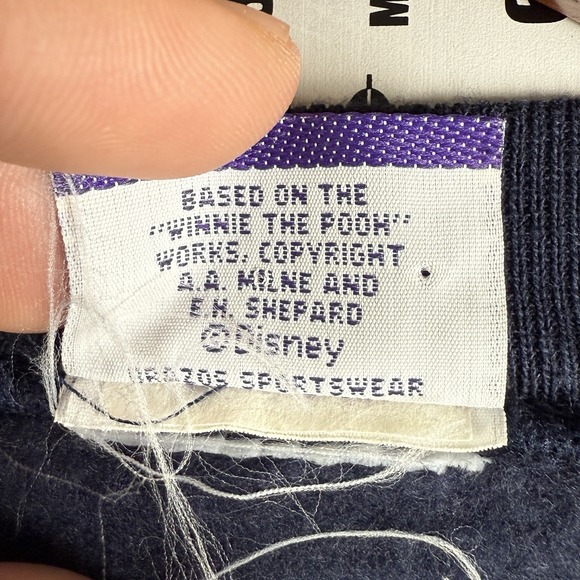 BASED ON THE
"WINNIE THE POOH"
WORKS. COPYRIGHT
A.A. MILNE AND
E.H. SHEPARD
©Disney
BRAZOS SPORTSWEAR